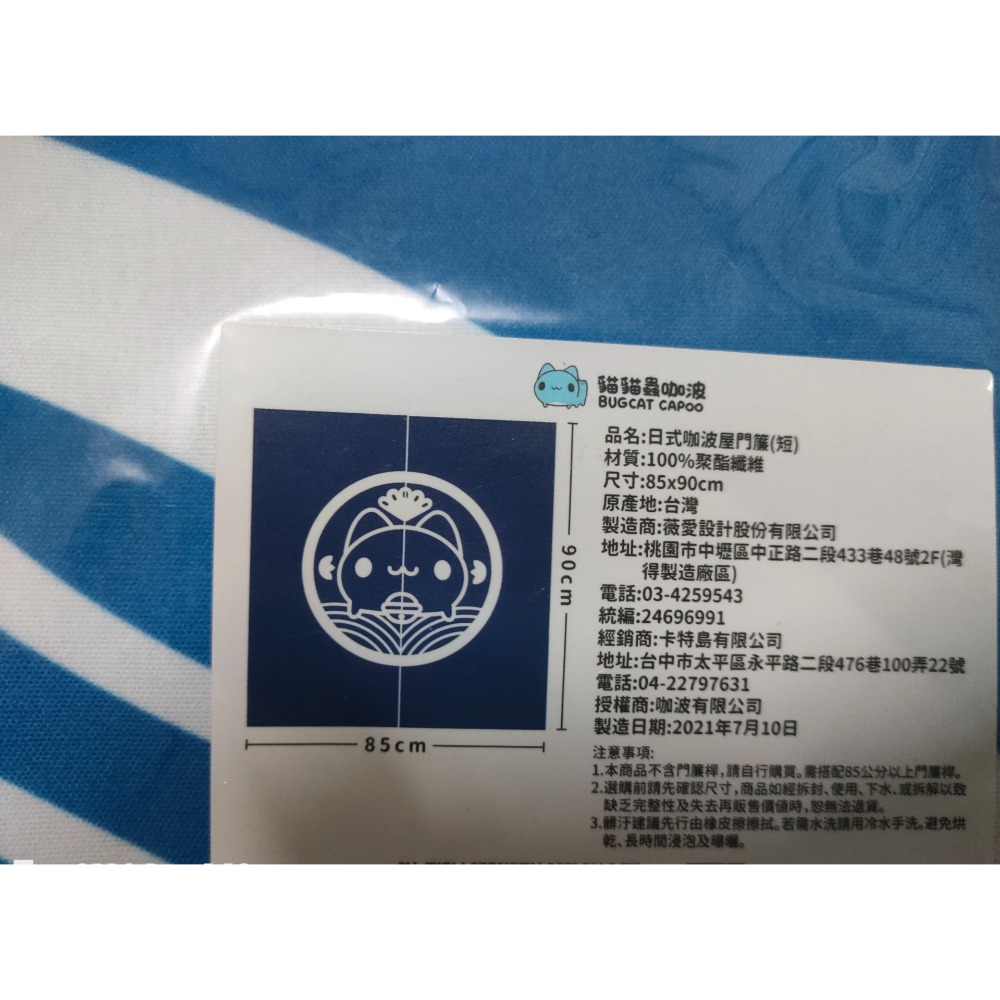 貓貓蟲咖波
BUGCAT CAPOO
品名:日式咖波屋門簾(短)
材質:100%聚酯纖維
尺寸:85x90cm
原產地:台灣
製造商:薇愛設計股份有限公司
地址:桃園市中壢區中正路二段433巷48號2F(灣
得製造廠區)
電話:03-4259543
統編:24696991
經銷商:卡特島有限公司
地址:台中市太平區永平路二段476巷100弄22號
電話:04-22797631
授權商:咖波有限公司
製造日期:2021年7月10日
90cm
85cm
注意事項:
1.本商品不含門簾桿,請自行購買。需搭配85公分以上門簾桿。
2.選購前請先確認尺寸,商品如經拆封、使用、下水、或拆解以致
缺乏完整性及失去再販售價值時,恕無法退貨。
3.髒汙建議先行由橡皮擦擦拭。若需水洗請用冷水手洗。避免烘
乾、長時間浸泡及曝曬。